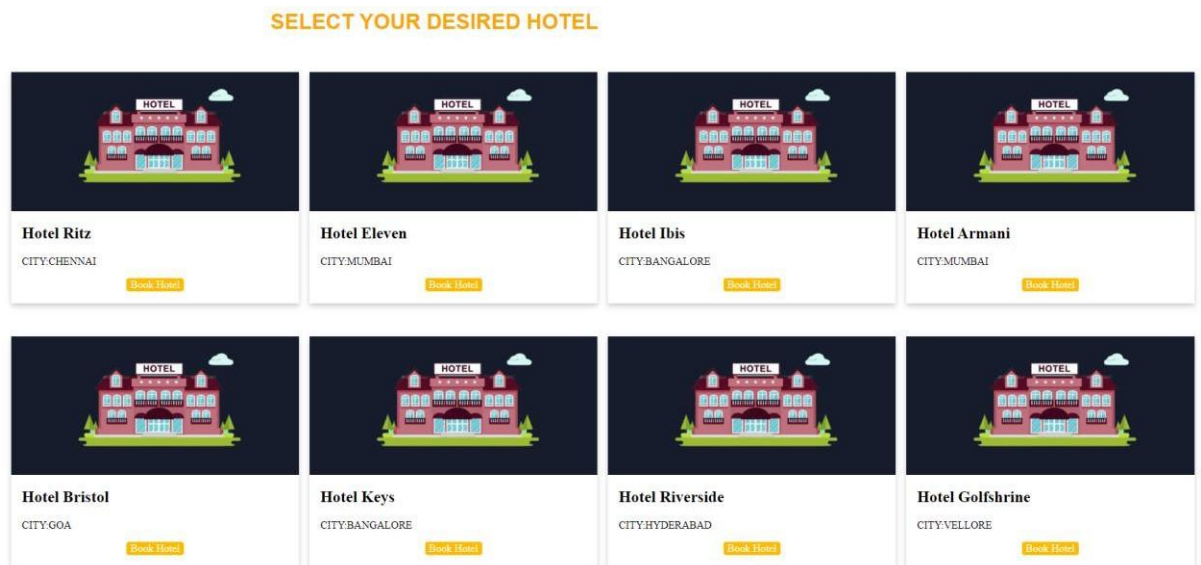 SELECT YOUR DESIRED HOTEL
HOTEL
HOTEL
HOTEL
HOTEL
Hotel Ritz
Hotel Eleven
Hotel Ibis
Hotel Armani
CITY:CHENNAI
CITY:MUMBAI
CITY:BANGALORE
CITY:MUMBAI
Book Hotel
Book Hotel
Book Hotel
Book Hotel
HOTEL
HOTEL
HOTEL
HOTEL
Hotel Bristol
Hotel Keys
Hotel Riverside
Hotel Golfshrine
CITY:GOA
CITY:BANGALORE
CITY:HYDERABAD
CITY:VELLORE
Book Hotel
Book Hotel
Book Hotel
Book Hotel